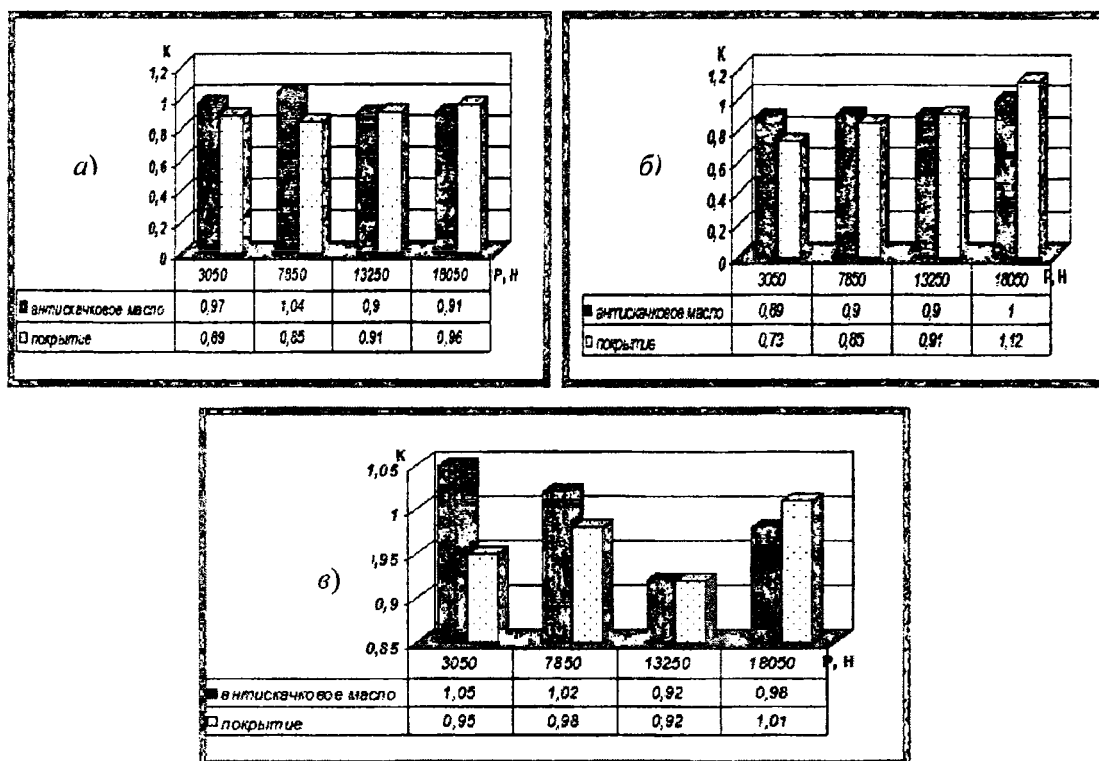 К
1,2
1
0,8
0,6
0,4
0,2
0
а)
3050 7850 13250 18050 Р, Н
антискачковое масло 0,97 1,04 0,9 0,91
покрытие 0,89 0,85 0,91 0,96
К
1,2
1
0,8
0,6
0,4
0,2
0
б)
3050 7850 13250 18050 Р, Н
антискачковое масло 0,89 0,9 0,9 1
покрытие 0,73 0,85 0,91 1,12
К
1,05
1
0,95
0,9
0,85
в)
3050 7850 13250 18050 Р, Н
антискачковое масло 1,05 1,02 0,92 0,98
покрытие 0,95 0,98 0,92 1,01